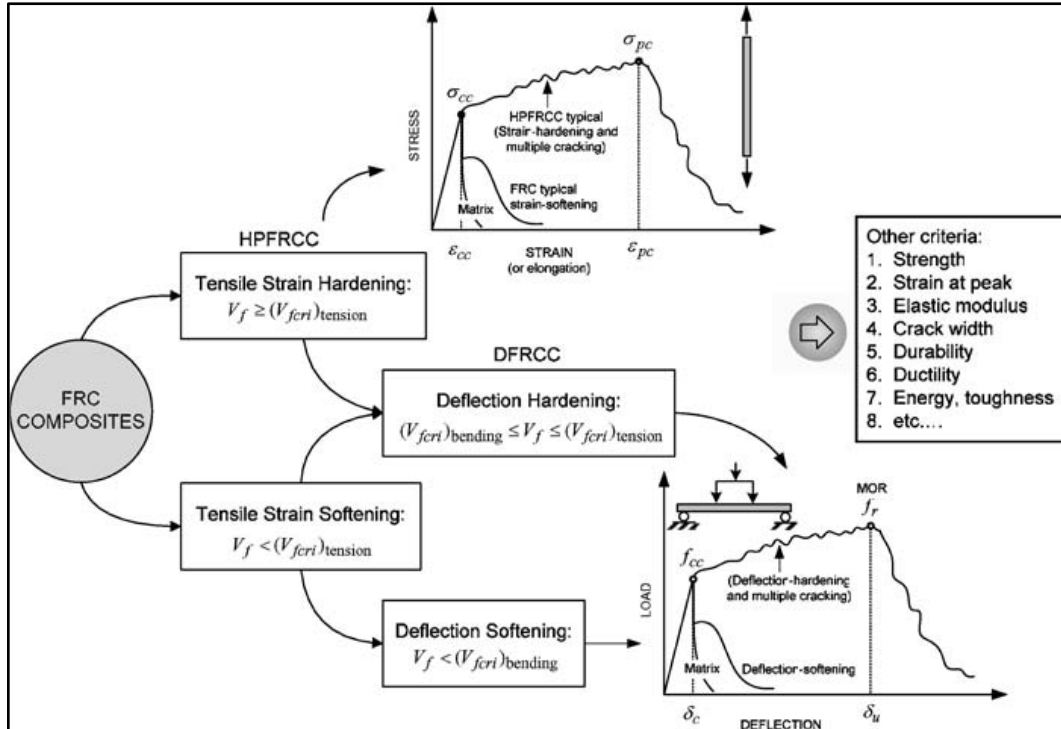 σpc
σcc
HPFRCC typical
(Strain-hardening and
multiple cracking)
FRC typical
strain-softening
Matrix
STRESS
εcc
STRAIN
(or elongation)
εpc
HPFRCC
Tensile Strain Hardening:
Vf ≥ (Vfcri)tension
Other criteria:
1. Strength
2. Strain at peak
3. Elastic modulus
4. Crack width
5. Durability
6. Ductility
7. Energy, toughness
8. etc....
FRC
COMPOSITES
DFRCC
Deflection Hardening:
(Vfcri)bending ≤ Vf ≤ (Vfcri)tension
Tensile Strain Softening:
Vf < (Vfcri)tension
Deflection Softening:
Vf < (Vfcri)bending
MOR
fr
fcc
(Deflection-hardening
and multiple cracking)
LOAD
Matrix
Deflection-softening
δc
δu
DEFLECTION